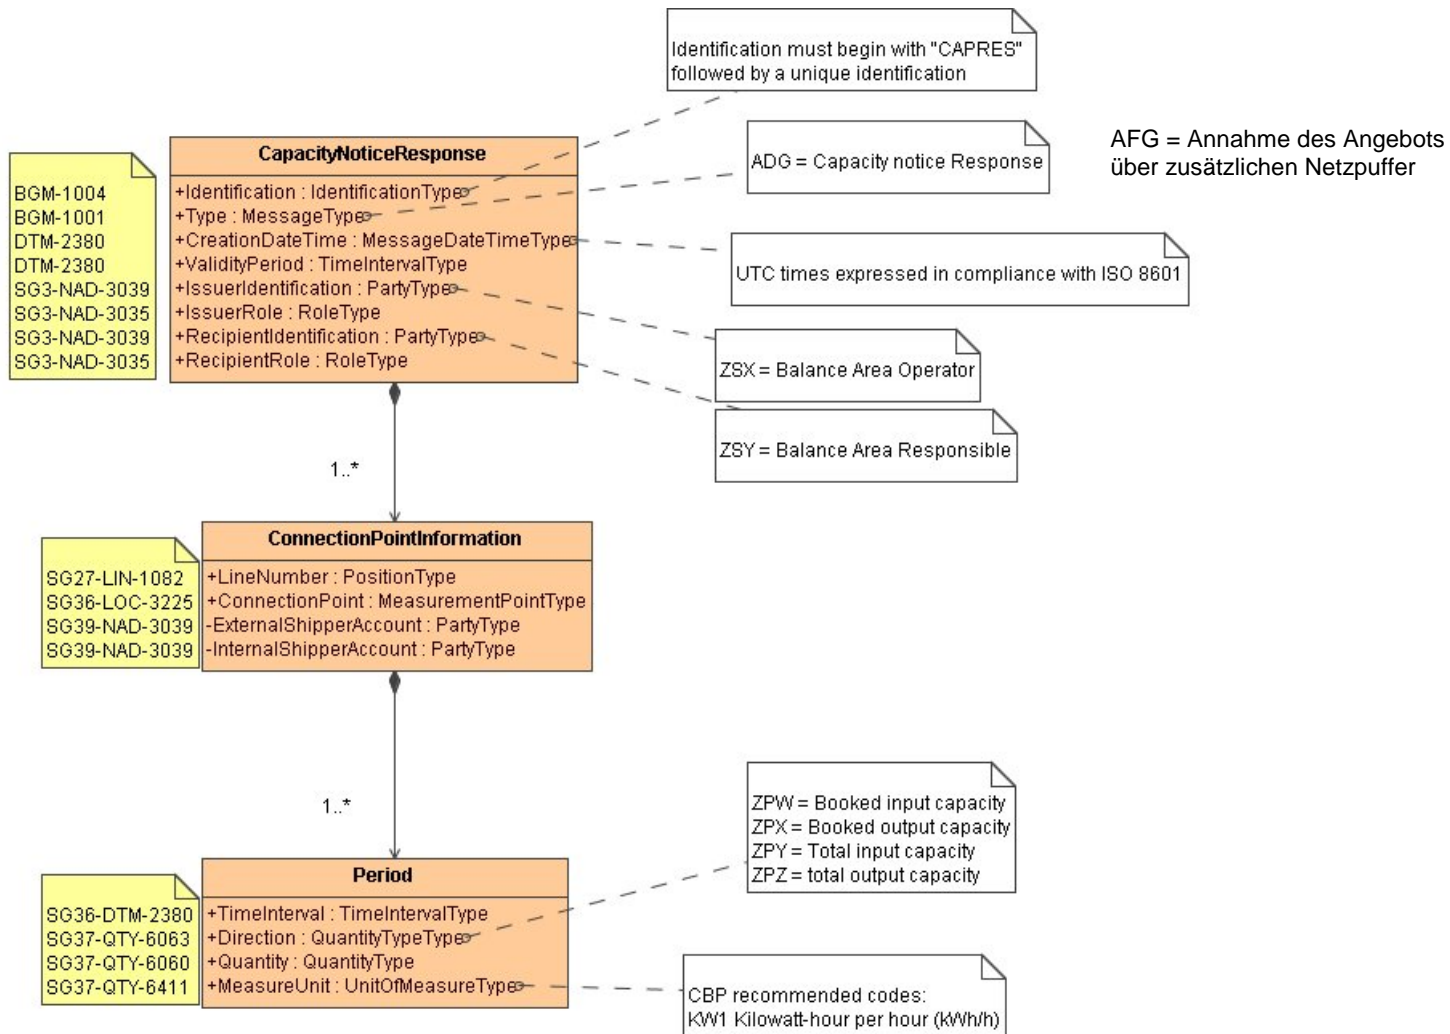 Identification must begin with "CAPRES"
followed by a unique identification
AFG = Annahme des Angebots
über zusätzlichen Netzpuffer
ADG = Capacity notice Response
BGM-1004
BGM-1001
DTM-2380
DTM-2380
SG3-NAD-3039
SG3-NAD-3035
SG3-NAD-3039
SG3-NAD-3035
CapacityNoticeResponse
+Identification : IdentificationType
+Type : MessageType
+CreationDateTime : MessageDateTimeType
+ValidityPeriod : TimeIntervalType
+IssuerIdentification : PartyType
+IssuerRole : RoleType
+RecipientIdentification : PartyType
+RecipientRole : RoleType
UTC times expressed in compliance with ISO 8601
ZSX = Balance Area Operator
ZSY = Balance Area Responsible
1..*
SG27-LIN-1082
SG36-LOC-3225
SG39-NAD-3039
SG39-NAD-3039
ConnectionPointInformation
+LineNumber : PositionType
+ConnectionPoint : MeasurementPointType
-ExternalShipperAccount : PartyType
-InternalShipperAccount : PartyType
1..*
ZPW = Booked input capacity
ZPX = Booked output capacity
ZPY = Total input capacity
ZPZ = total output capacity
SG36-DTM-2380
SG37-QTY-6063
SG37-QTY-6060
SG37-QTY-6411
Period
+TimeInterval : TimeIntervalType
+Direction : QuantityTypeType
+Quantity : QuantityType
+MeasureUnit : UnitOfMeasureType
CBP recommended codes:
KW1 Kilowatt-hour per hour (kWh/h)